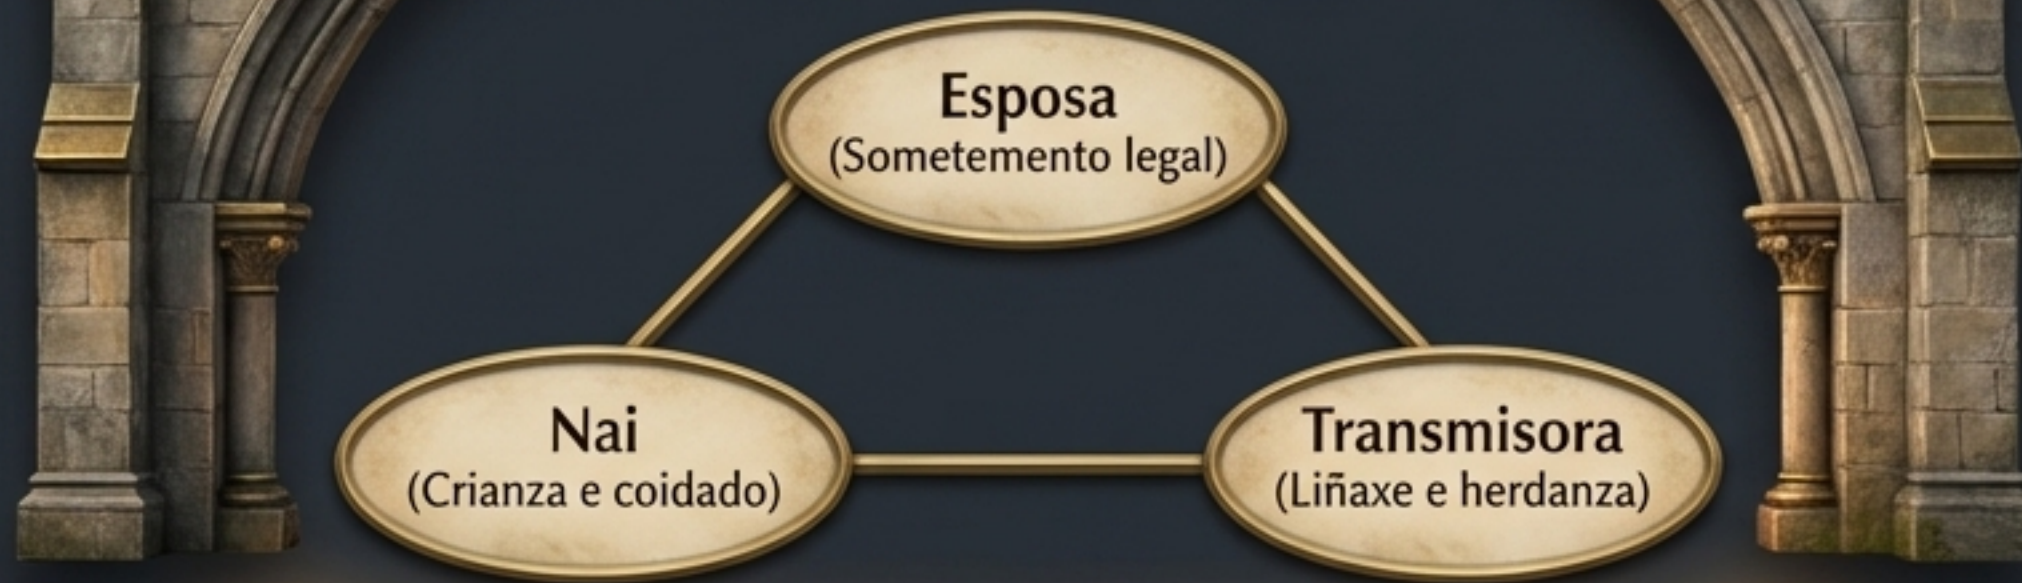 Esposa
(Sometemento legal)
Nai
(Crianza e coidado)
Transmisora
(Liñaxe e herdanza)